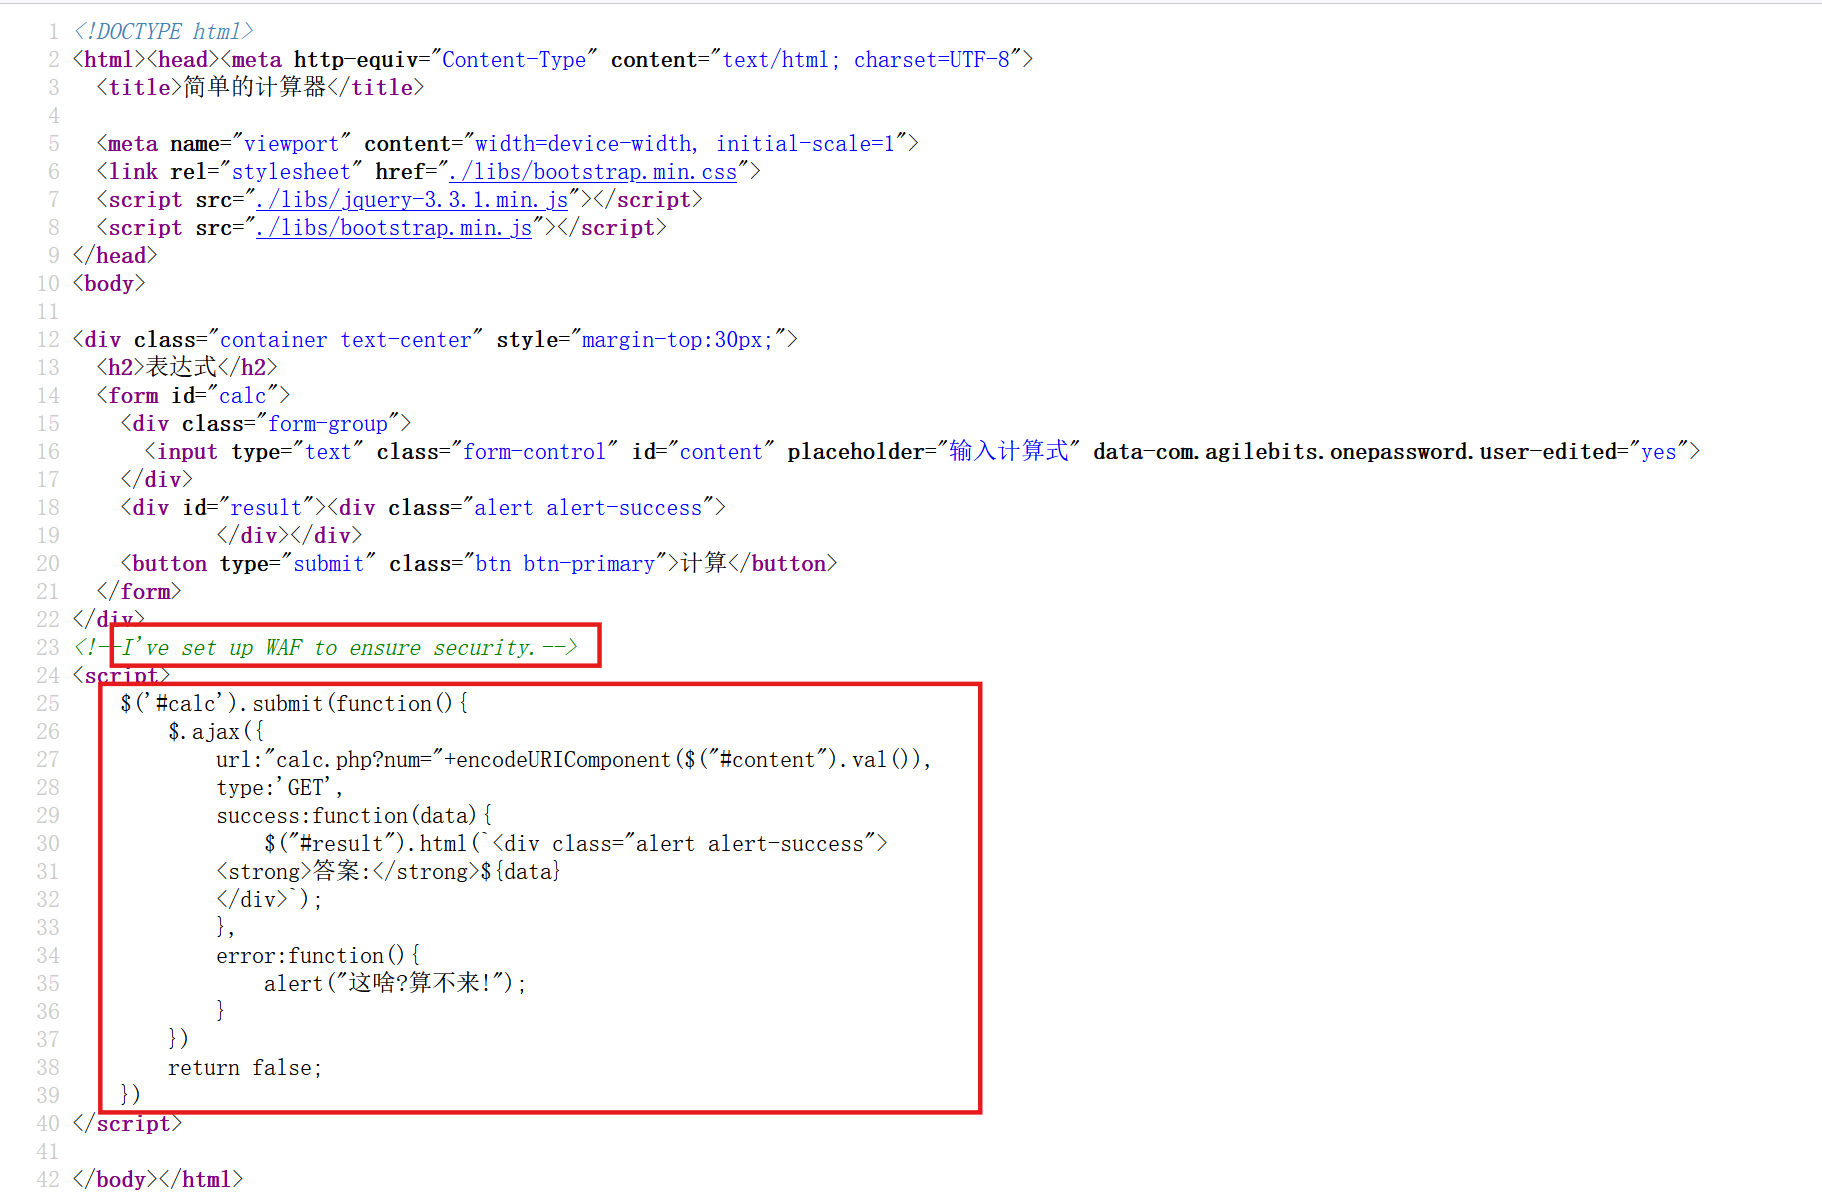 1 <!DOCTYPE html>
2 <html><head><meta http-equiv="Content-Type" content="text/html; charset=UTF-8">
3   <title>简单的计算器</title>
4
5   <meta name="viewport" content="width=device-width, initial-scale=1">
6   <link rel="stylesheet" href="./libs/bootstrap.min.css">
7   <script src="./libs/jquery-3.3.1.min.js"></script>
8   <script src="./libs/bootstrap.min.js"></script>
9 </head>
10 <body>
11
12 <div class="container text-center" style="margin-top:30px;">
13   <h2>表达式</h2>
14   <form id="calc">
15     <div class="form-group">
16       <input type="text" class="form-control" id="content" placeholder="输入计算式" data-com.agilebits.onepassword.user-edited="yes">
17     </div>
18     <div id="result"><div class="alert alert-success">
19             </div></div>
20     <button type="submit" class="btn btn-primary">计算</button>
21   </form>
22 </div>
23 <!--I've set up WAF to ensure security.-->
24 <script>
25     $('#calc').submit(function(){
26         $.ajax({
27             url:"calc.php?num="+encodeURIComponent($("#content").val()),
28             type:'GET',
29             success:function(data){
30                 $("#result").html(`<div class="alert alert-success">
31             <strong>答案:</strong>${data}
32             </div>`);
33             },
34             error:function(){
35                 alert("这啥?算不来!");
36             }
37         })
38         return false;
39     })
40 </script>
41
42 </body></html>